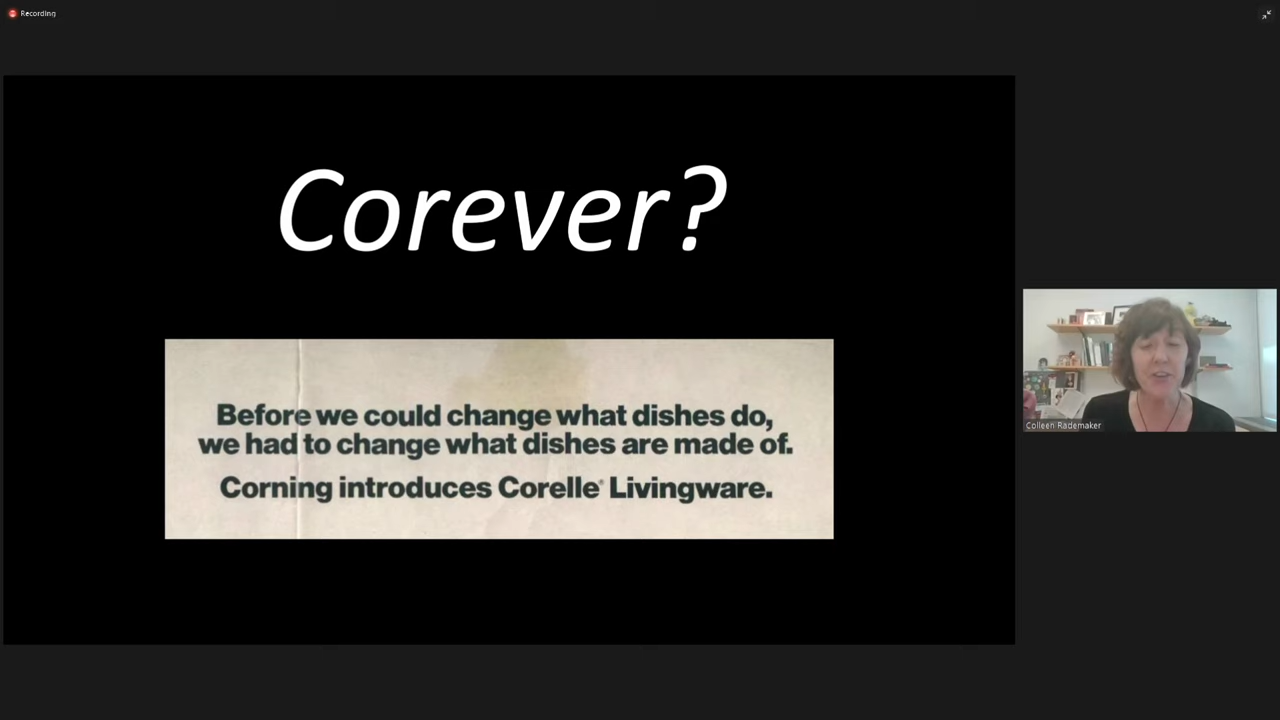 Recording
Corever?
Before we could change what dishes do,
we had to change what dishes are made of.
Corning introduces Corelle® Livingware.
Colleen Rademaker